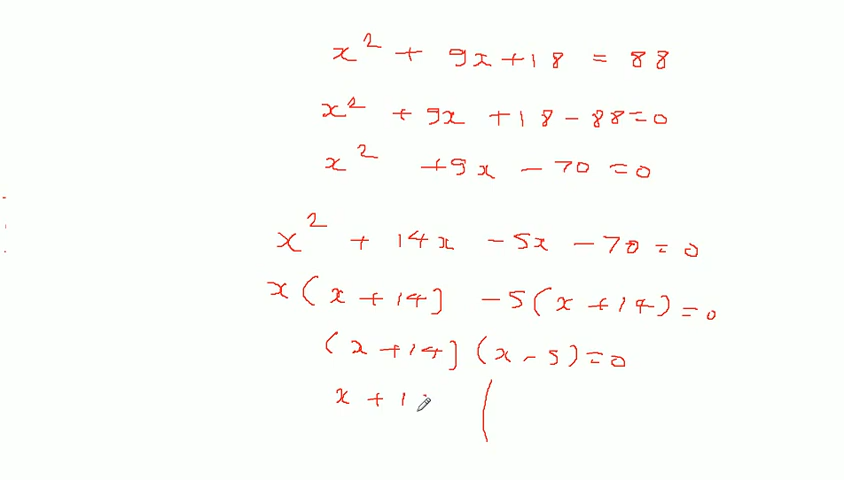 x² + 9x + 18 = 88
x² + 9x + 18 - 88 = 0
x² + 9x - 70 = 0
x² + 14x - 5x - 70 = 0
x(x + 14] - 5(x + 14) = 0
(x + 14](x - 5) = 0
x + 1